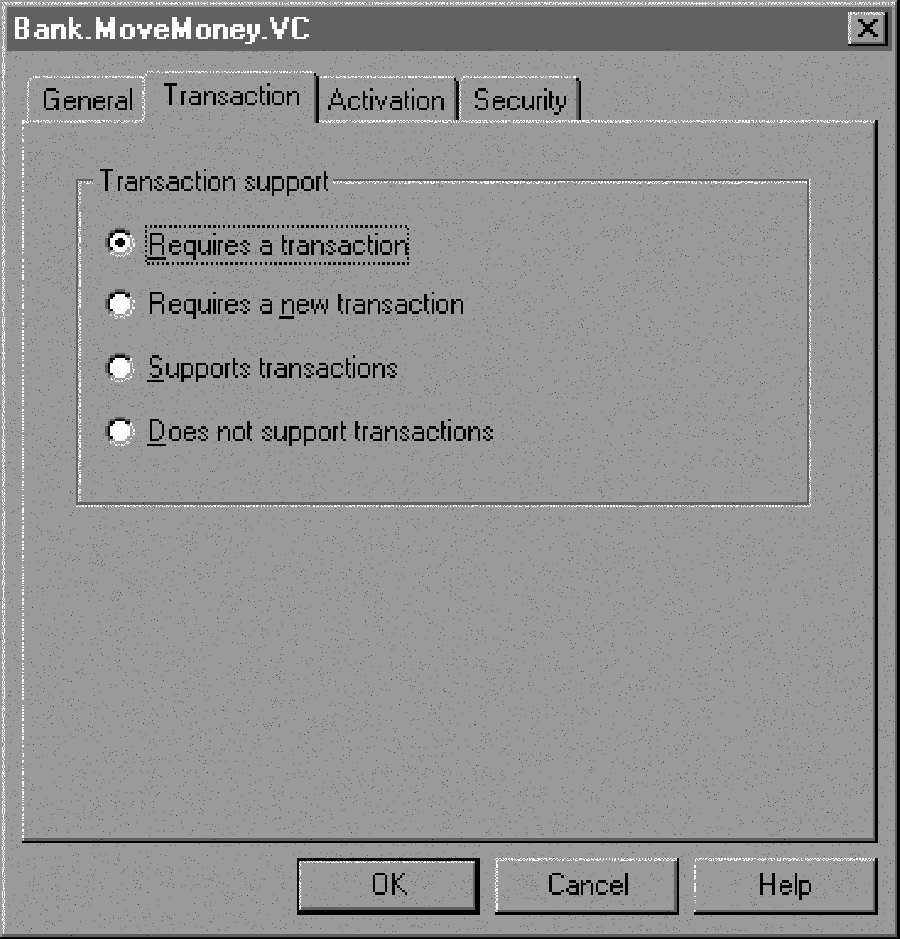 Bank.MoveMoney.VC
General Transaction Activation Security
Transaction support
Requires a transaction
Requires a new transaction
Supports transactions
Does not support transactions
OK Cancel Help